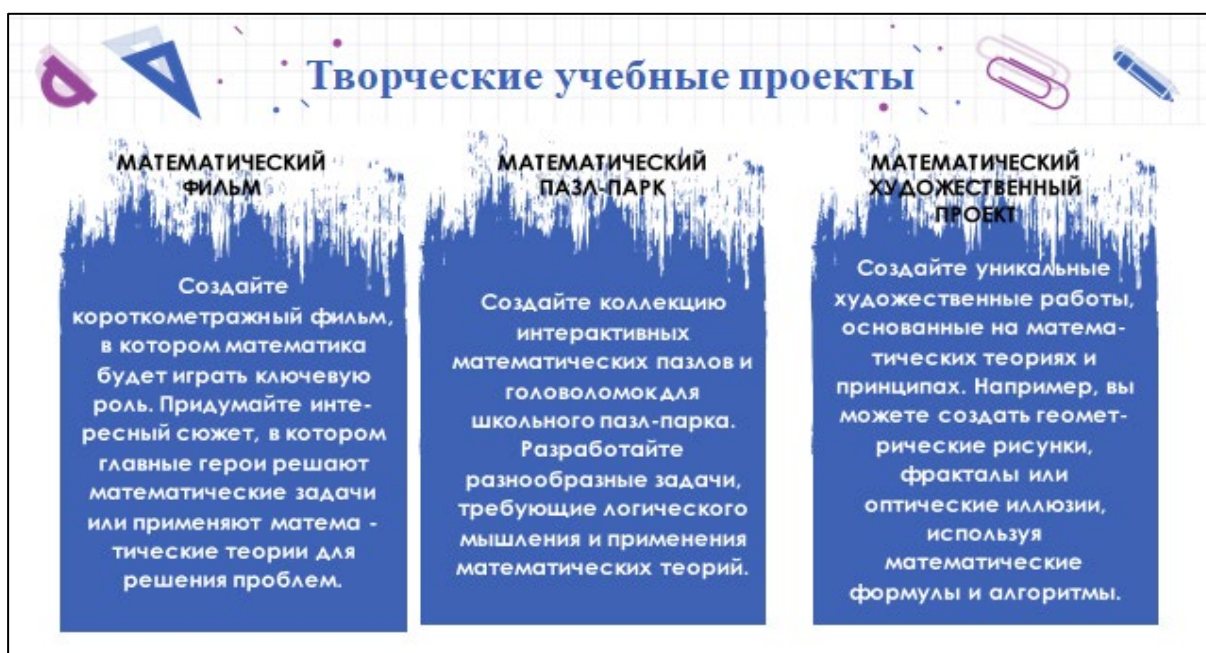 Творческие учебные проекты
МАТЕМАТИЧЕСКИЙ
ФИЛЬМ
Создайте
короткометражный фильм,
в котором математика
будет играть ключевую
роль. Придумайте инте-
ресный сюжет, в котором
главные герои решают
математические задачи
или применяют матема -
тические теории для
решения проблем.
МАТЕМАТИЧЕСКИЙ
ПАЗЛ-ПАРК
Создайте коллекцию
интерактивных
математических пазлов и
головоломок для
школьного пазл-парка.
Разработайте
разнообразные задачи,
требующие логического
мышления и применения
математических теорий.
МАТЕМАТИЧЕСКИЙ
ХУДОЖЕСТВЕННЫЙ
ПРОЕКТ
Создайте уникальные
художественные работы,
основанные на матема-
тических теориях и
принципах. Например, вы
можете создать геомет-
рические рисунки,
фракталы или
оптические иллюзии,
используя
математические
формулы и алгоритмы.